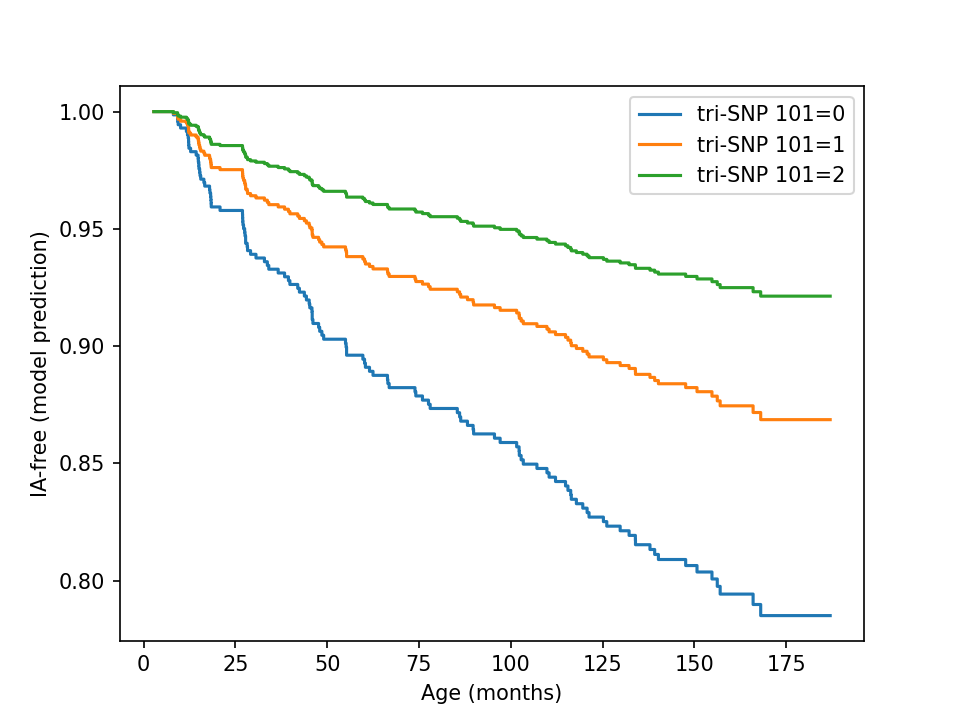 tri-SNP 101=0
tri-SNP 101=1
tri-SNP 101=2
IA-free (model prediction)
1.00
0.95
0.90
0.85
0.80
0 25 50 75 100 125 150 175
Age (months)